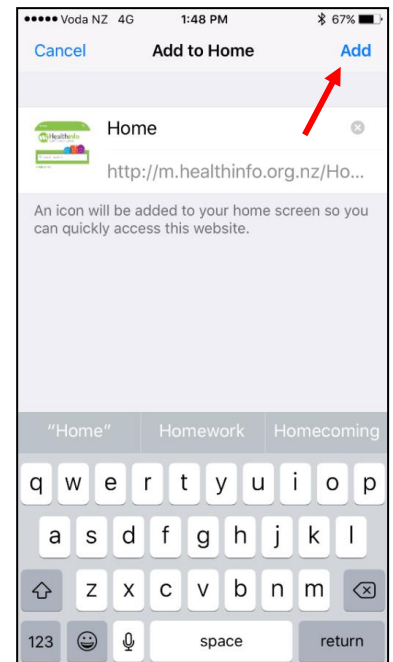 Voda NZ 4G 1:48 PM 67%
Cancel Add to Home Add
HealthInfo
Home
http://m.healthinfo.org.nz/Ho...
An icon will be added to your home screen so you
can quickly access this website.
"Home" Homework Homecoming
q w e r t y u i o p
a s d f g h j k l
z x c v b n m
123 space return